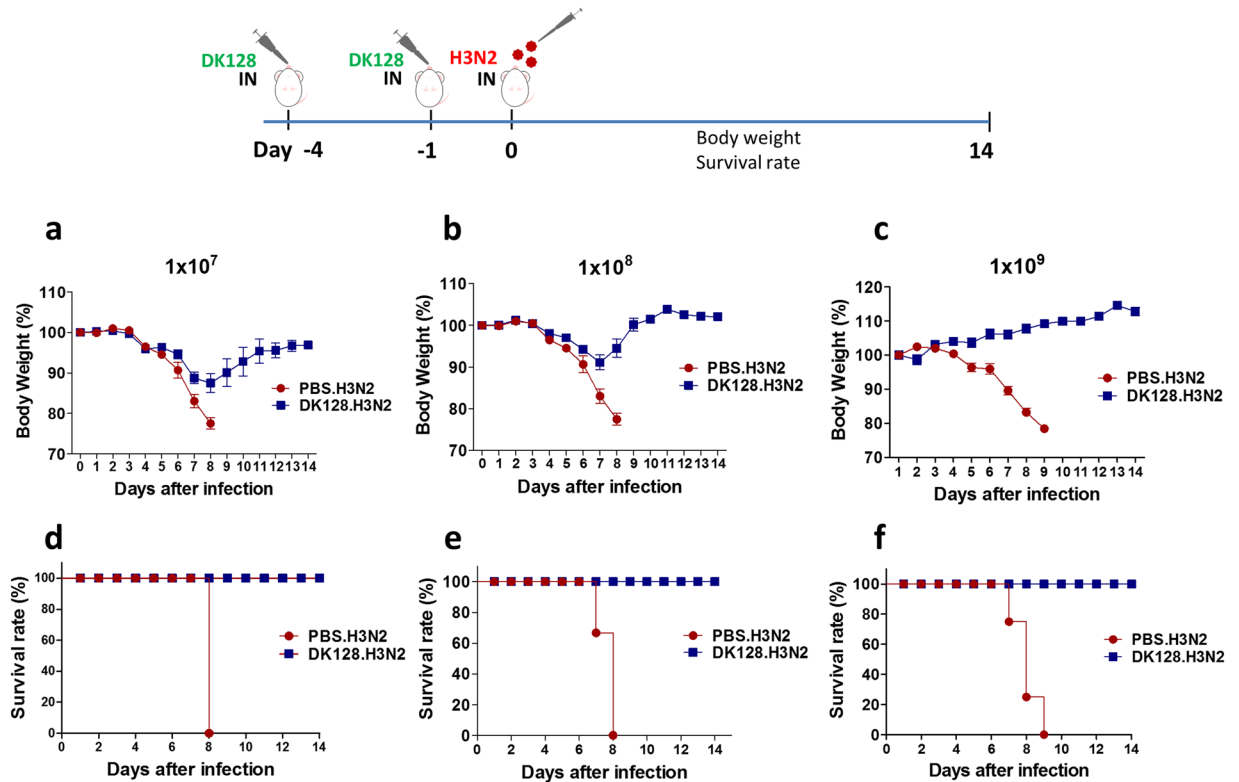 DK128
IN
DK128
IN
H3N2
IN
Day -4
-1
0
14
Body weight
Survival rate
a
1x10⁷
Body Weight (%)
110
100
90
80
70
0 1 2 3 4 5 6 7 8 9 10 11 12 13 14
Days after infection
PBS.H3N2
DK128.H3N2
b
1x10⁸
Body Weight (%)
110
100
90
80
70
0 1 2 3 4 5 6 7 8 9 10 11 12 13 14
Days after infection
PBS.H3N2
DK128.H3N2
c
1x10⁹
Body Weight (%)
120
110
100
90
80
70
1 2 3 4 5 6 7 8 9 10 11 12 13 14
Days after infection
PBS.H3N2
DK128.H3N2
d
Survival rate (%)
100
80
60
40
20
0
0 2 4 6 8 10 12 14
Days after infection
PBS.H3N2
DK128.H3N2
e
Survival rate (%)
100
80
60
40
20
0
0 2 4 6 8 10 12 14
Days after infection
PBS.H3N2
DK128.H3N2
f
Survival rate (%)
100
80
60
40
20
0
0 2 4 6 8 10 12 14
Days after infection
PBS.H3N2
DK128.H3N2